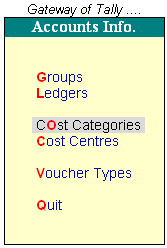 Gateway of Tally ....
Accounts Info.
Groups
Ledgers
COst Categories
Cost Centres
Voucher Types
Quit